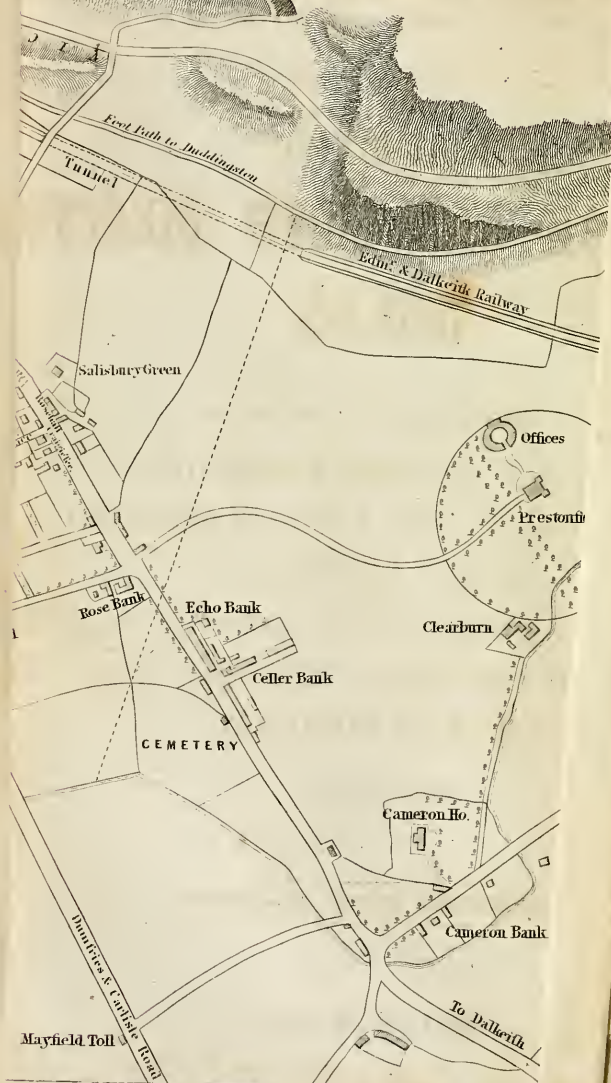 Foot Path to Duddingston
Tunnel
Edinr. & Dalkeith Railway
Salisbury Green
Offices
Prestonfi
Rose Bank
Echo Bank
Clearburn
Celler Bank
CEMETERY
Cameron Ho.
Cameron Bank
Dumfries & Carlisle Road
To Dalkeith
Mayfield Toll